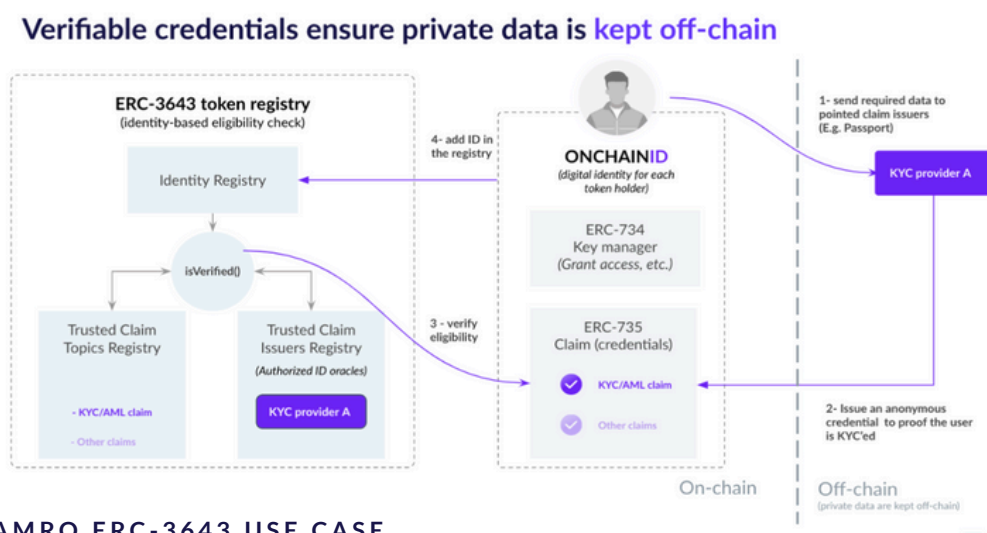 Verifiable credentials ensure private data is kept off-chain
ERC-3643 token registry
(identity-based eligibility check)
Identity Registry
isVerified()
Trusted Claim
Topics Registry
- KYC/AML claim
- Other claims
Trusted Claim
Issuers Registry
(Authorized ID oracles)
KYC provider A
4- add ID in
the registry
3 - verify
eligibility
ONCHAINID
(digital identity for each
token holder)
ERC-734
Key manager
(Grant access, etc.)
ERC-735
Claim (credentials)
KYC/AML claim
Other claims
On-chain
1- send required data to
pointed claim issuers
(E.g. Passport)
KYC provider A
2- Issue an anonymous
credential to proof the user
is KYC'ed
Off-chain
(private data are kept off-chain)
AMRO ERC-3643 USE CASE